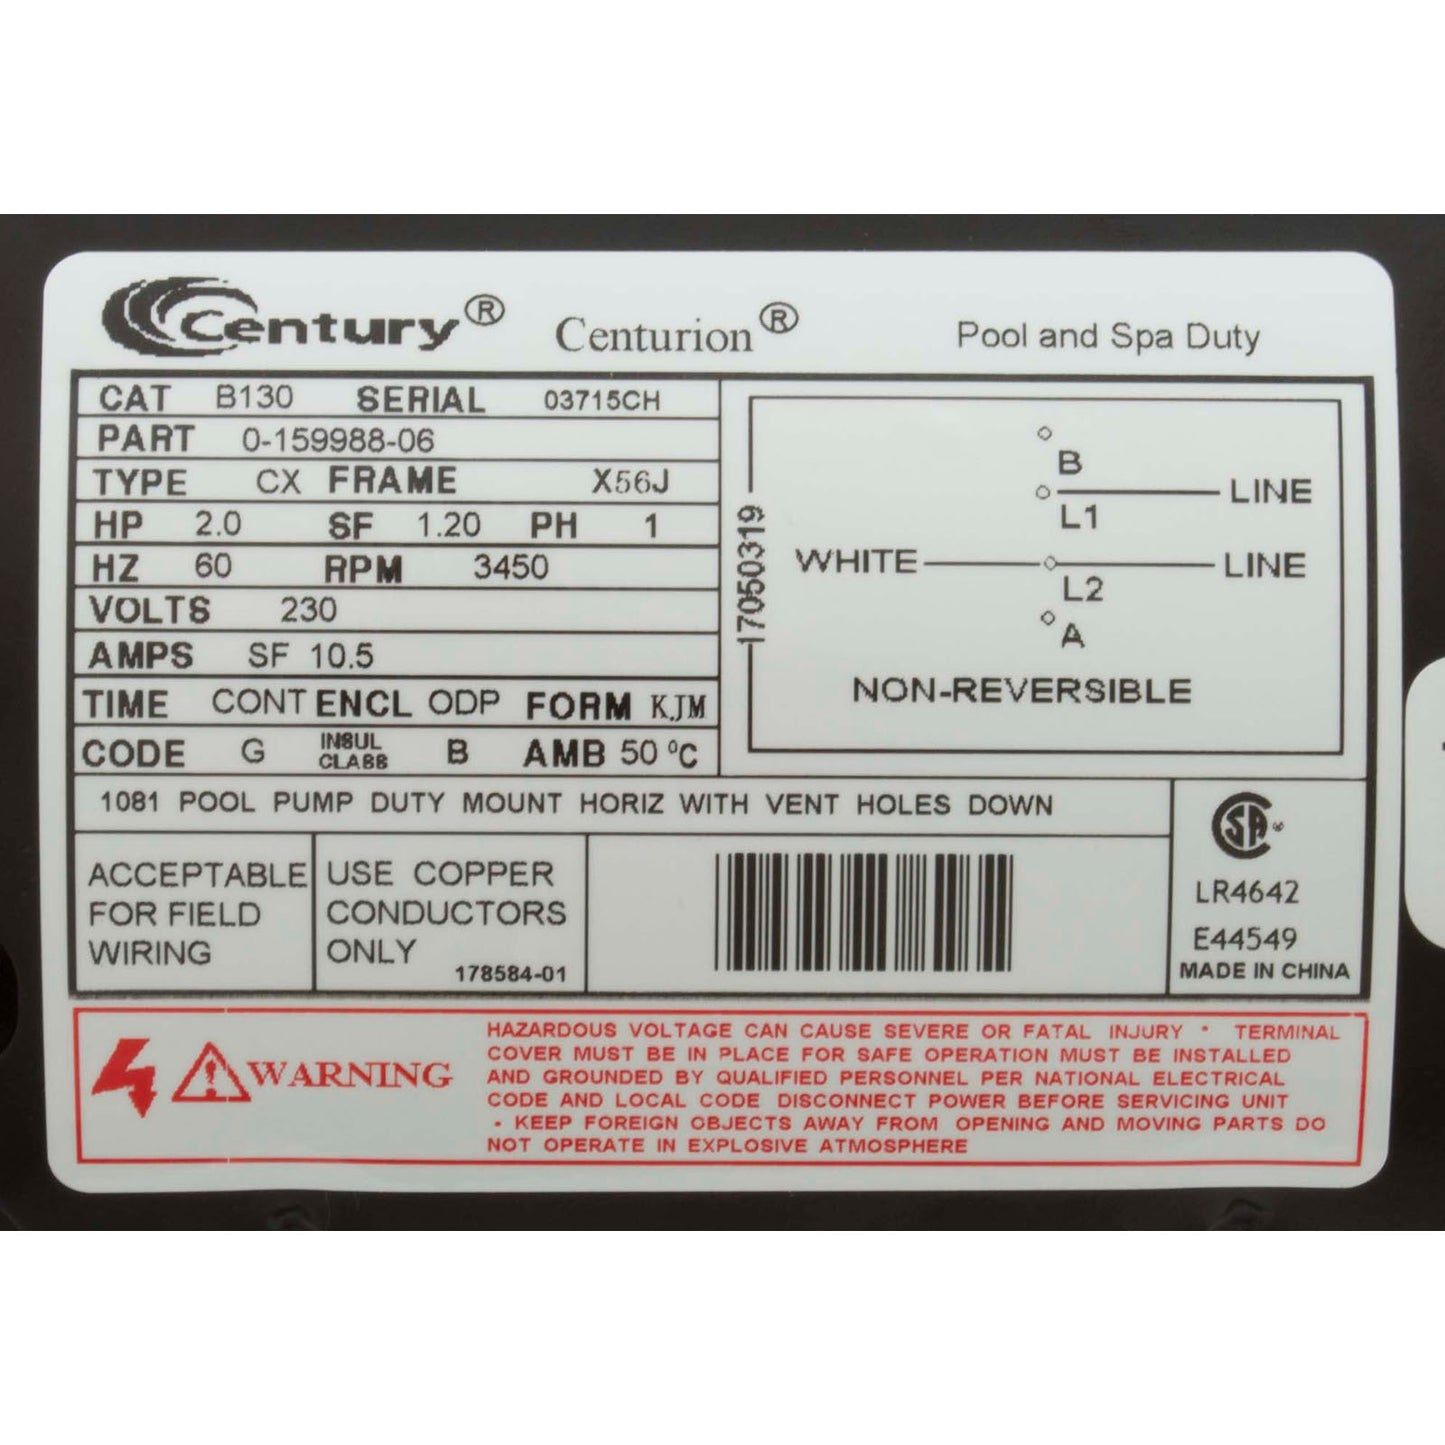 Century® Centurion® Pool and Spa Duty
CAT B130 SERIAL 03715CH
PART 0-159988-06
TYPE CX FRAME X56J
HP 2.0 SF 1.20 PH 1
HZ 60 RPM 3450
VOLTS 230
AMPS SF 10.5
TIME CONT ENCL ODP FORM KJM
CODE G INSUL CLASS B AMB 50 °C
17050319
B
L1 LINE
WHITE LINE
L2
A
NON-REVERSIBLE
1081 POOL PUMP DUTY MOUNT HORIZ WITH VENT HOLES DOWN
ACCEPTABLE
FOR FIELD
WIRING
USE COPPER
CONDUCTORS
ONLY
178584-01
SA
LR4642
E44549
MADE IN CHINA
WARNING
HAZARDOUS VOLTAGE CAN CAUSE SEVERE OR FATAL INJURY • TERMINAL
COVER MUST BE IN PLACE FOR SAFE OPERATION MUST BE INSTALLED
AND GROUNDED BY QUALIFIED PERSONNEL PER NATIONAL ELECTRICAL
CODE AND LOCAL CODE DISCONNECT POWER BEFORE SERVICING UNIT
• KEEP FOREIGN OBJECTS AWAY FROM OPENING AND MOVING PARTS DO
NOT OPERATE IN EXPLOSIVE ATMOSPHERE